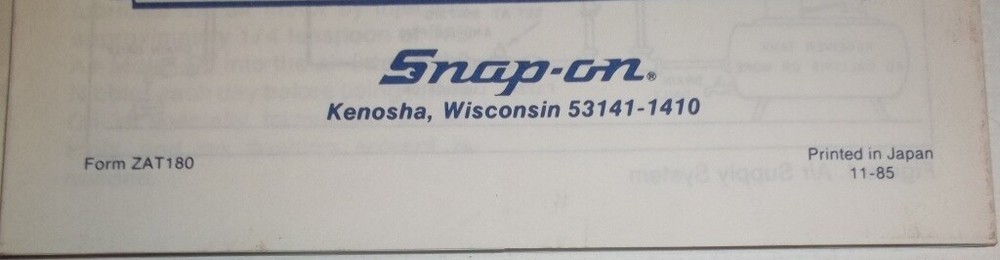 Snap-on®
Kenosha, Wisconsin 53141-1410
Form ZAT180
Printed in Japan
11-85